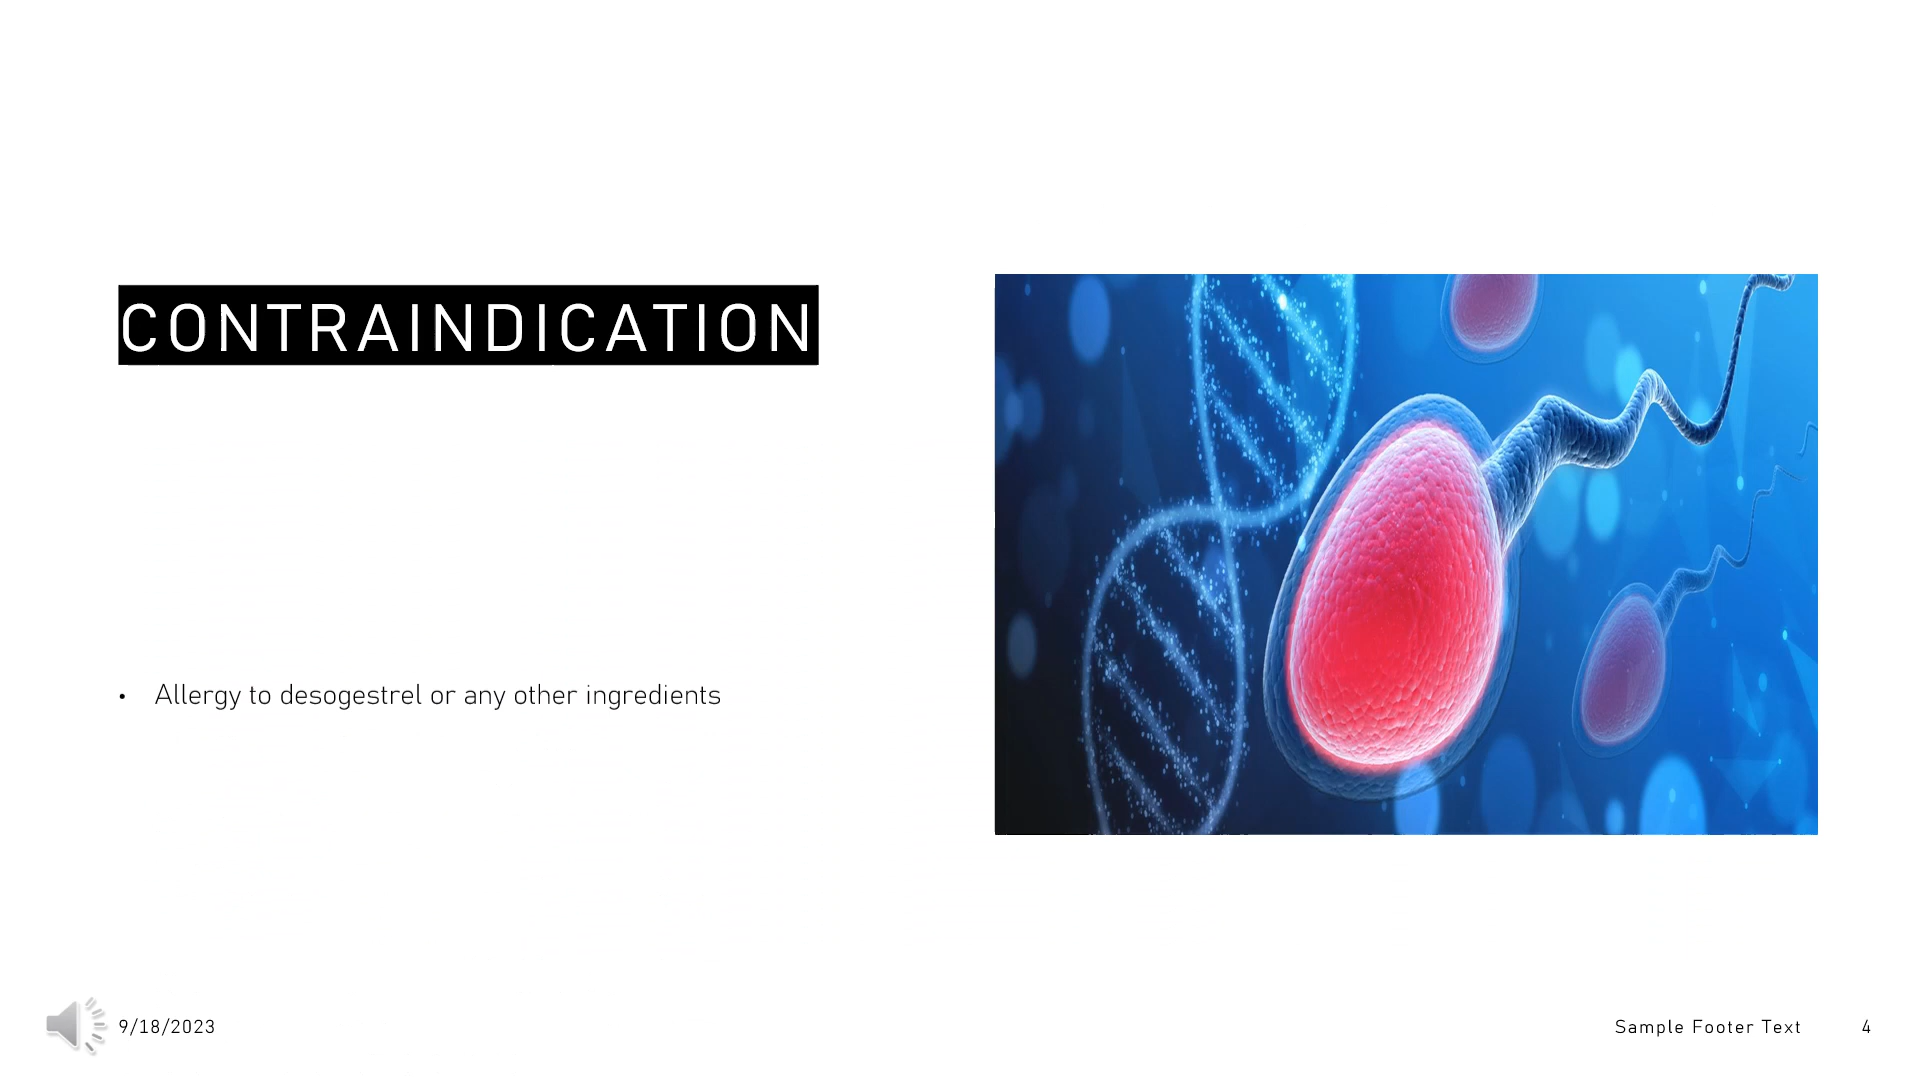 CONTRAINDICATION
• Allergy to desogestrel or any other ingredients
9/18/2023
Sample Footer Text
4